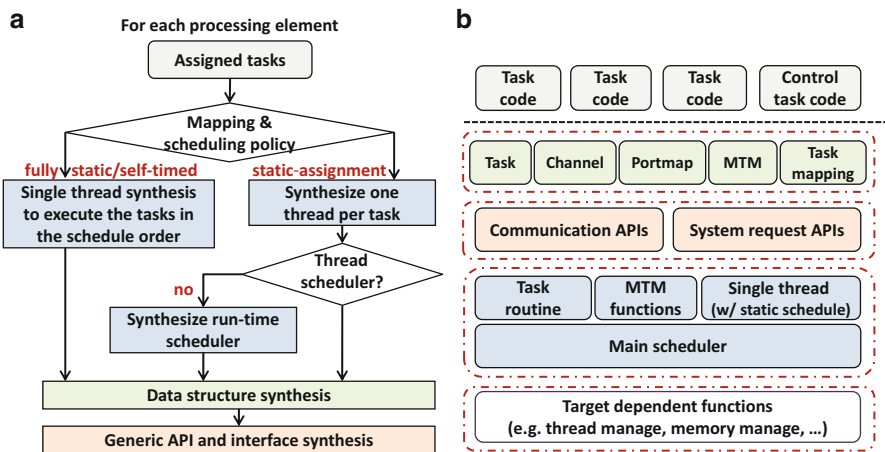 a
For each processing element
Assigned tasks
Mapping &
scheduling policy
fully static/self-timed
static-assignment
Single thread synthesis
to execute the tasks in
the schedule order
Synthesize one
thread per task
Thread
scheduler?
no
Synthesize run-time
scheduler
Data structure synthesis
Generic API and interface synthesis
b
Task
code
Task
code
Task
code
Control
task code
Task
Channel
Portmap
MTM
Task
mapping
Communication APIs
System request APIs
Task
routine
MTM
functions
Single thread
(w/ static schedule)
Main scheduler
Target dependent functions
(e.g. thread manage, memory manage, ...)